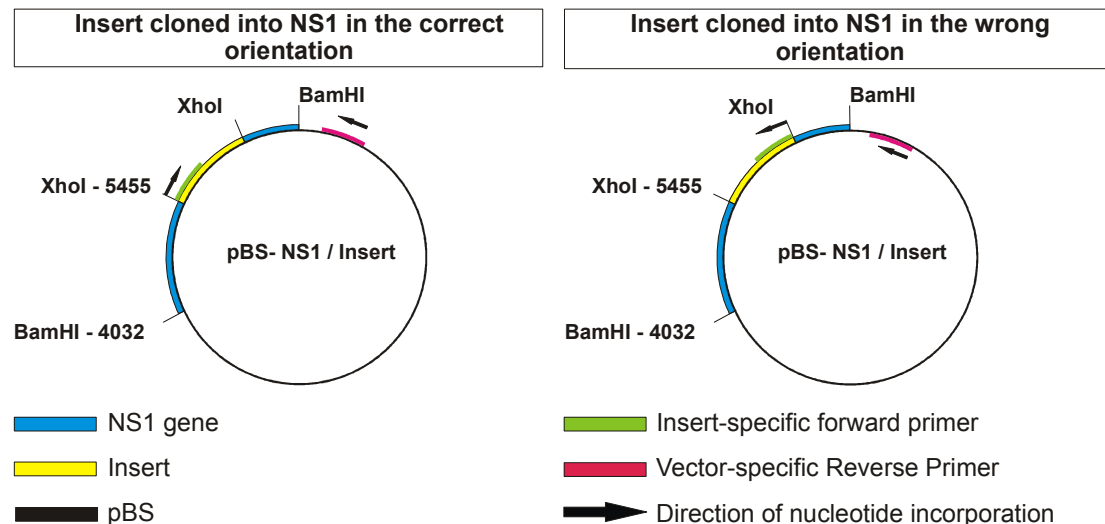 Insert cloned into NS1 in the correct
orientation
BamHI
XhoI
XhoI - 5455
pBS- NS1 / Insert
BamHI - 4032
NS1 gene
Insert
pBS
Insert cloned into NS1 in the wrong
orientation
BamHI
XhoI
XhoI - 5455
pBS- NS1 / Insert
BamHI - 4032
Insert-specific forward primer
Vector-specific Reverse Primer
Direction of nucleotide incorporation